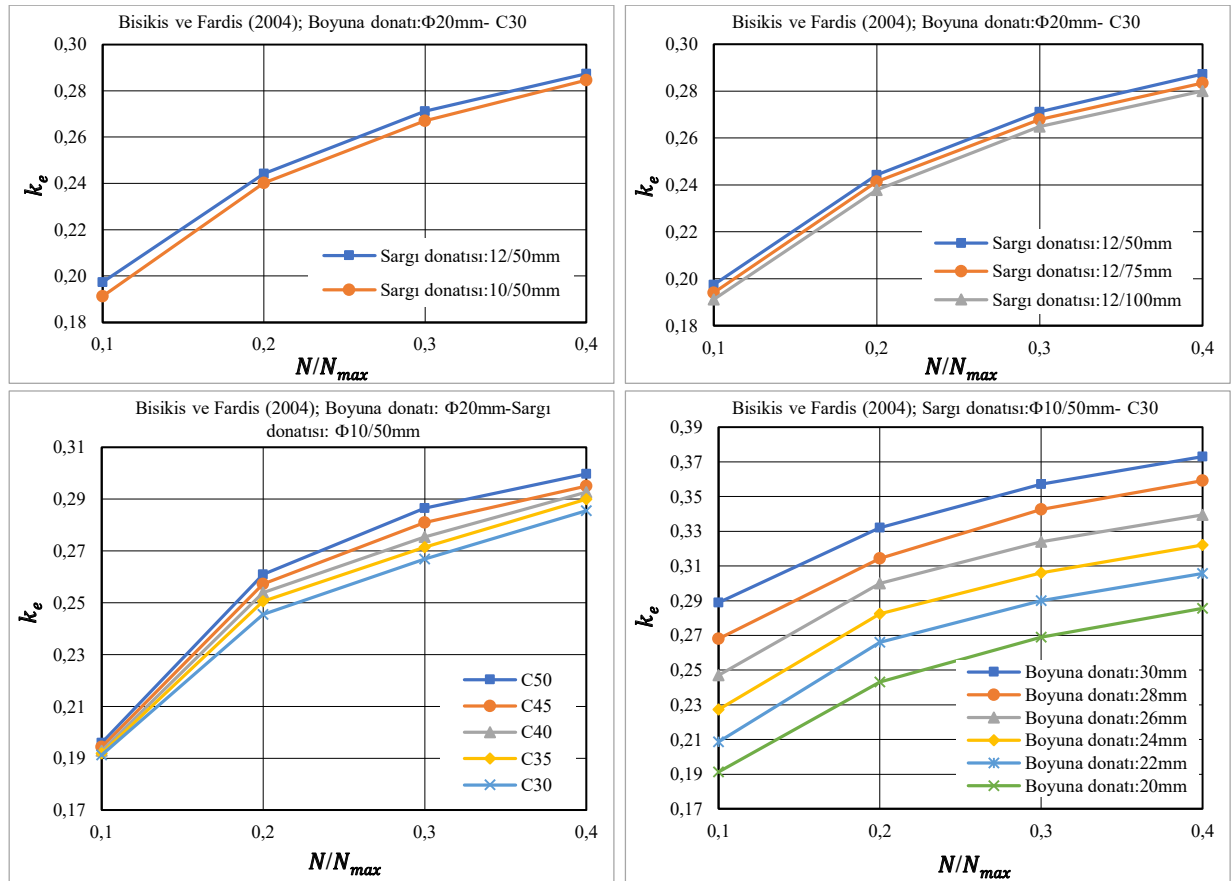 Bisikis ve Fardis (2004); Boyuna donatı:Φ20mm- C30
0,30
0,28
0,26
0,24
0,22
0,20
0,18
k_e
0,1
0,2
0,3
0,4
N/N_max
Sargı donatısı:12/50mm
Sargı donatısı:10/50mm
Bisikis ve Fardis (2004); Boyuna donatı:Φ20mm- C30
0,30
0,28
0,26
0,24
0,22
0,20
0,18
k_e
0,1
0,2
0,3
0,4
N/N_max
Sargı donatısı:12/50mm
Sargı donatısı:12/75mm
Sargı donatısı:12/100mm
Bisikis ve Fardis (2004); Boyuna donatı: Φ20mm-Sargı
donatısı: Φ10/50mm
0,31
0,29
0,27
0,25
0,23
0,21
0,19
0,17
k_e
0,1
0,2
0,3
0,4
N/N_max
C50
C45
C40
C35
C30
Bisikis ve Fardis (2004); Sargı donatısı:Φ10/50mm- C30
0,39
0,37
0,35
0,33
0,31
0,29
0,27
0,25
0,23
0,21
0,19
0,17
k_e
0,1
0,2
0,3
0,4
N/N_max
Boyuna donatı:30mm
Boyuna donatı:28mm
Boyuna donatı:26mm
Boyuna donatı:24mm
Boyuna donatı:22mm
Boyuna donatı:20mm